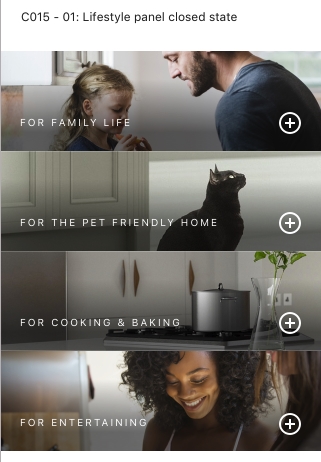 C015 - 01: Lifestyle panel closed state
FOR FAMILY LIFE
FOR THE PET FRIENDLY HOME
FOR COOKING & BAKING
FOR ENTERTAINING